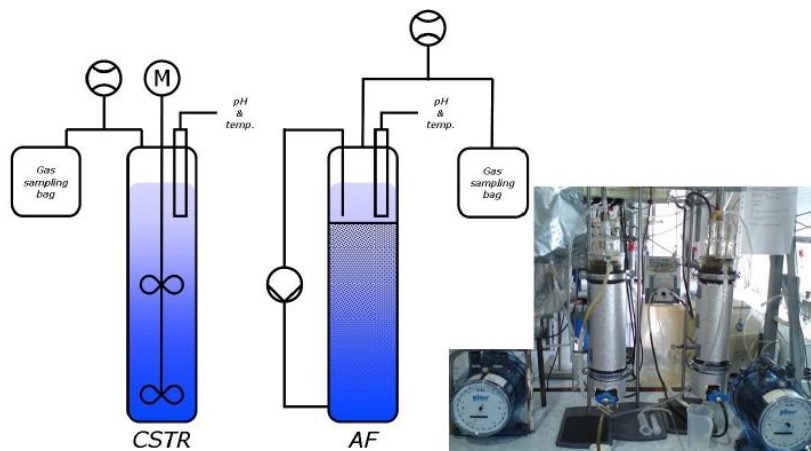 M
pH
&
temp.
Gas
sampling
bag
CSTR
pH
&
temp.
Gas
sampling
bag
AF